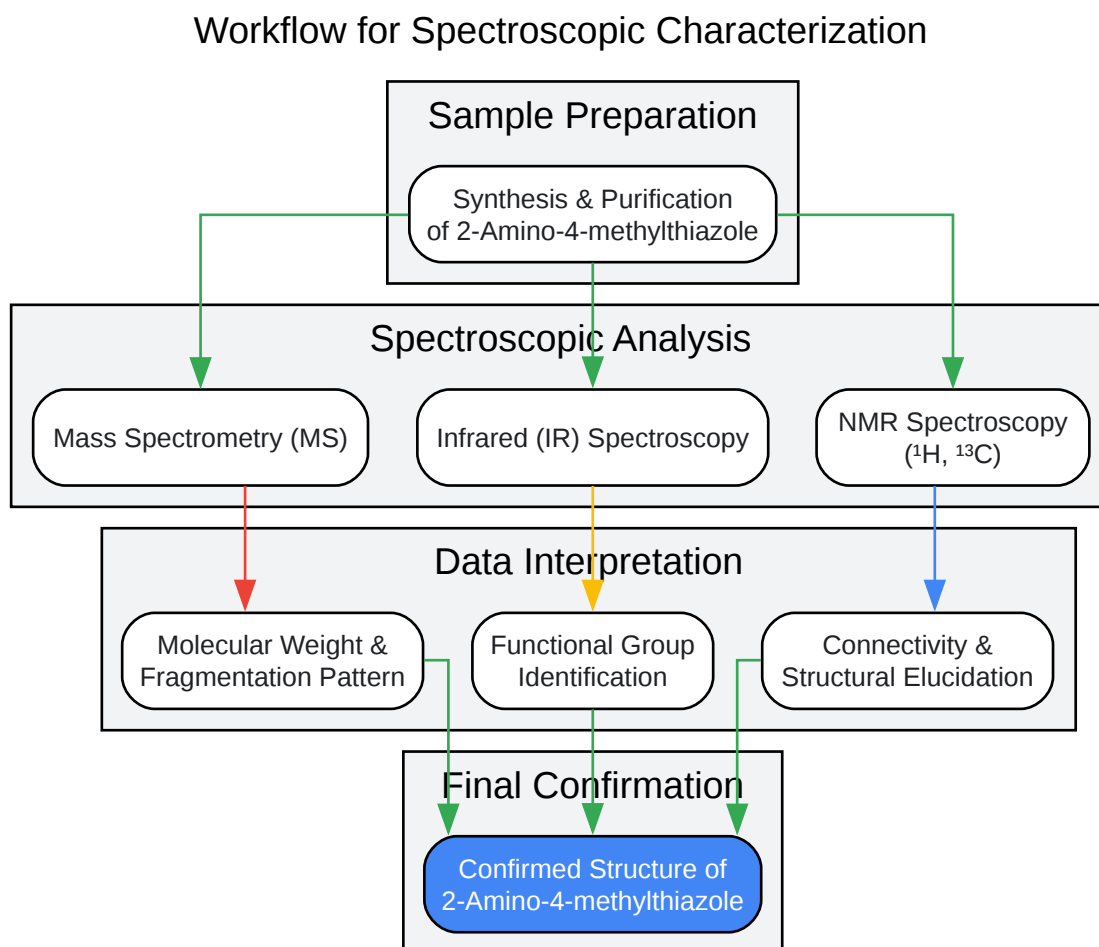 Workflow for Spectroscopic Characterization
Sample Preparation
Synthesis & Purification
of 2-Amino-4-methylthiazole
Spectroscopic Analysis
Mass Spectrometry (MS)
Infrared (IR) Spectroscopy
NMR Spectroscopy
(¹H, ¹³C)
Data Interpretation
Molecular Weight &
Fragmentation Pattern
Functional Group
Identification
Connectivity &
Structural Elucidation
Final Confirmation
Confirmed Structure of
2-Amino-4-methylthiazole